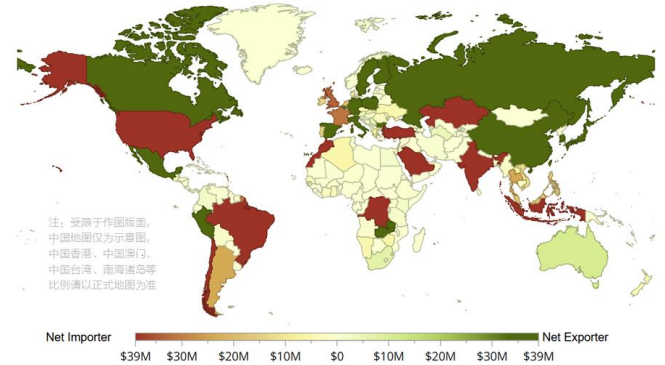 注：受限于作图版面，
中国地图仅为示意图，
中国香港、中国澳门、
中国台湾、南海诸岛等
比例请以正式地图为准
Net Importer
Net Exporter
$39M $30M $20M $10M $0 $10M $20M $30M $39M